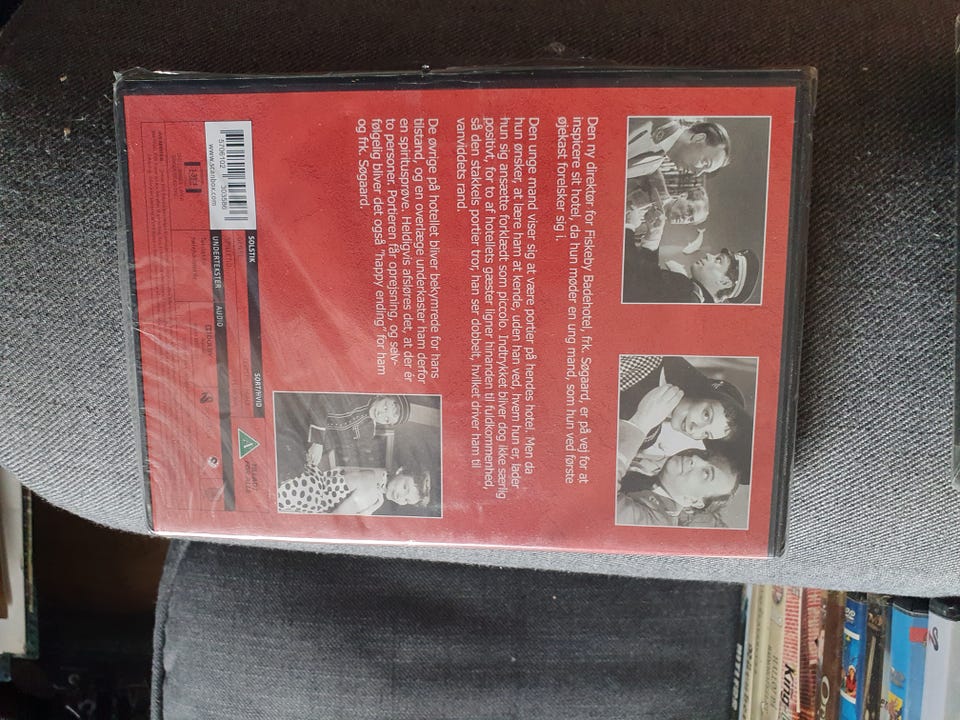 Den ny direktør for Fiskeby Badehotel, frk. Søgaard, er på vej for at
inspicere sit hotel, da hun møder en ung mand, som hun ved første
øjekast forelsker sig i.
Den unge mand viser sig at være portier på hendes hotel. Men da
hun ønsker, at lære ham at kende, uden han ved, hvem hun er, lader
hun sig ansætte forklædt som piccolo. Indtrykket bliver dog ikke særlig
positivt, for to af hotellets gæster ligner hinanden til fuldkommenhed,
så den stakkels portier tror, han ser dobbelt, hvilket driver ham til
vanviddets rand.
De øvrige på hotellet bliver bekymrede for hans
tilstand, og en overlæge underkaster ham derfor
en spiritusprøve. Heldigvis afsløres det, at der ér
to personer. Portieren får oprejsning, og selv-
følgelig bliver det også "happy ending" for ham
og frk. Søgaard.
SOLSTIK
SORT/HVID
UNDERTEKSTER
AUDIO
A
5706102 303586
www.scanbox.com
DVD
King